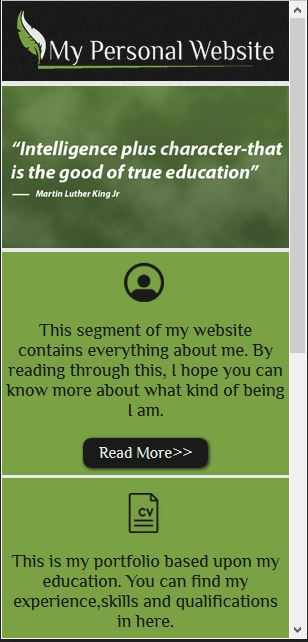 My Personal Website
“Intelligence plus character-that
is the good of true education”
— Martin Luther King Jr
This segment of my website
contains everything about me. By
reading through this, I hope you can
know more about what kind of being
I am.
Read More>>
CV
This is my portfolio based upon my
education. You can find my
experience,skills and qualifications
in here.